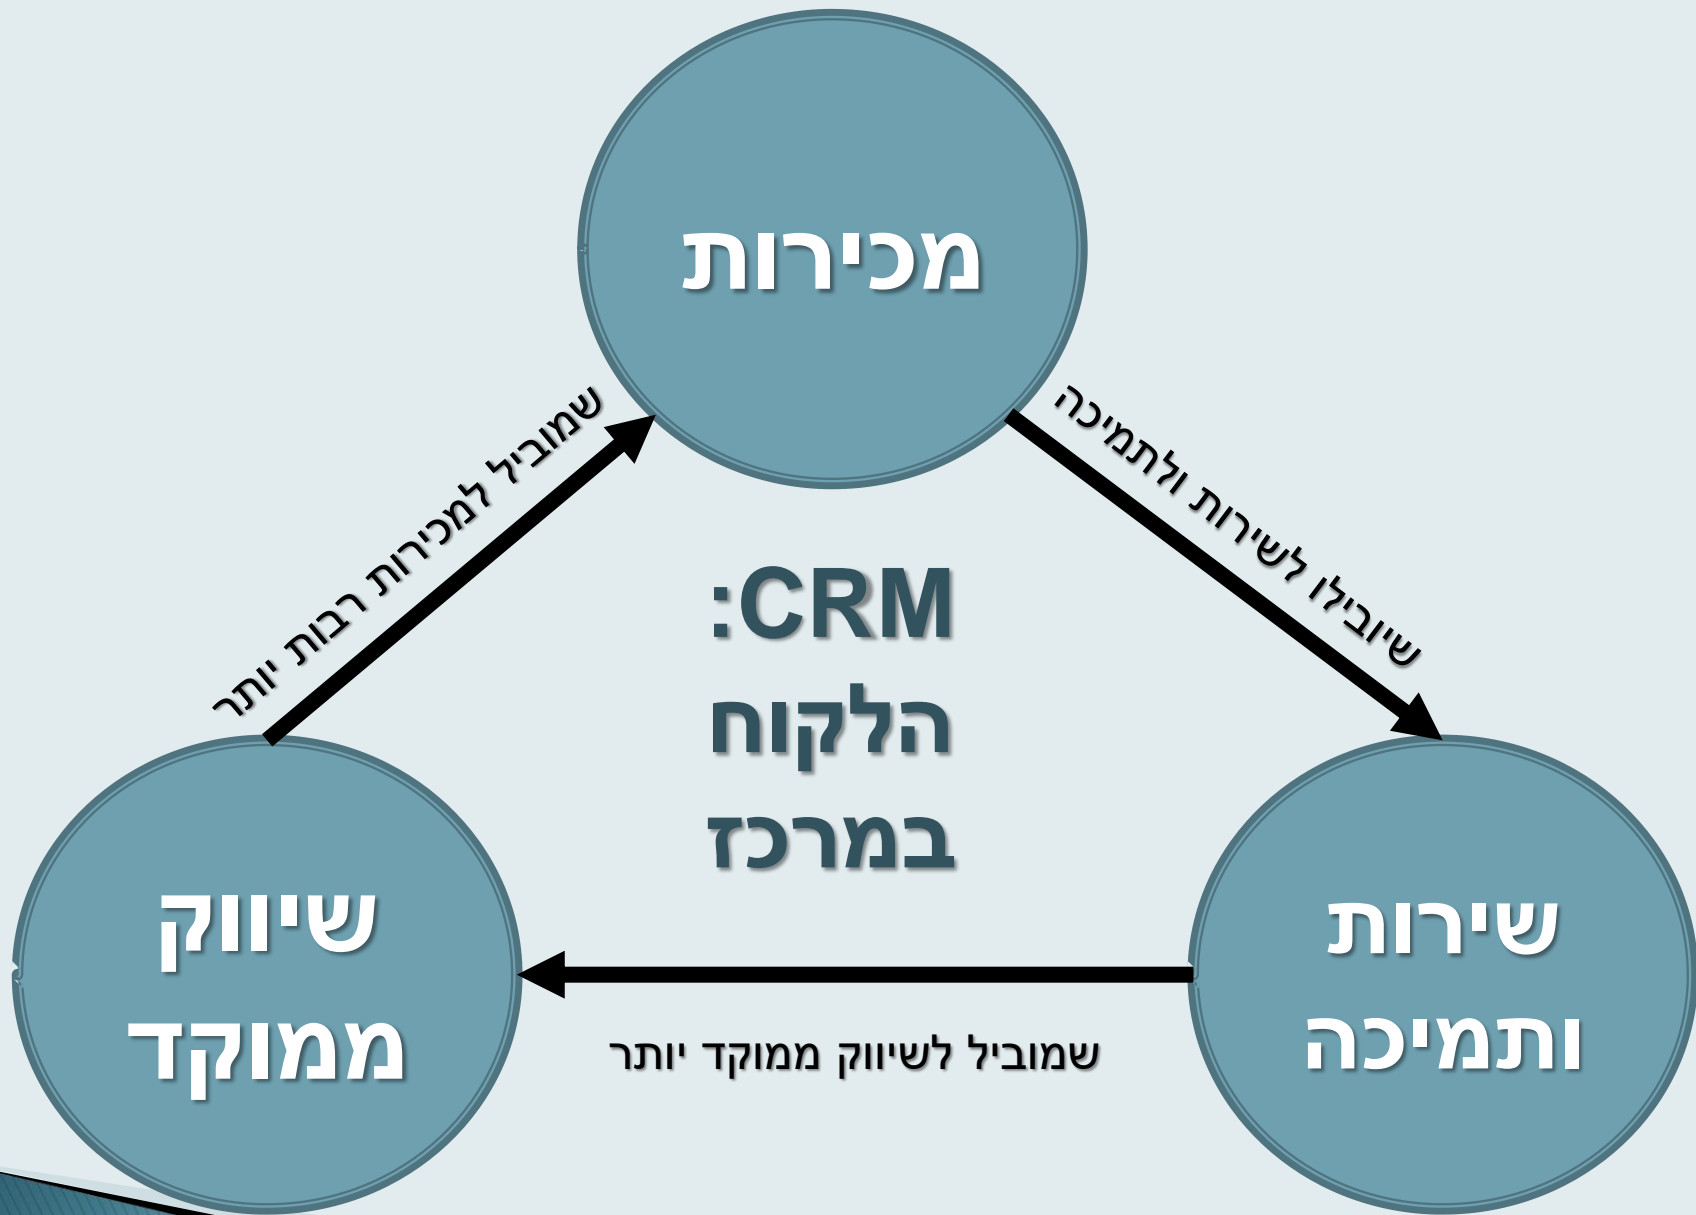 מכירות
שיובילו לשירות ולתמיכה
שמוביל למכירות רבות יותר
CRM:
הלקוח
במרכז
שירות
ותמיכה
שמוביל לשיווק ממוקד יותר
שיווק
ממוקד